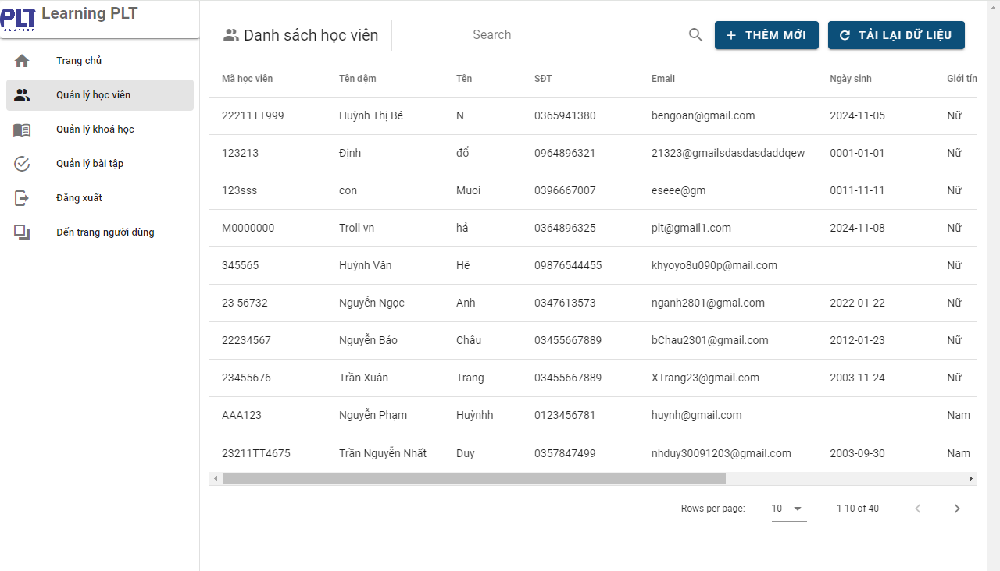 PLT
Learning PLT
Trang chủ
Quản lý học viên
Quản lý khoá học
Quản lý bài tập
Đăng xuất
Đến trang người dùng
Danh sách học viên
Search
THÊM MỚI
TẢI LẠI DỮ LIỆU
Mã học viên Tên đệm Tên SĐT Email Ngày sinh Giới tín
22211TT999 Huỳnh Thị Bé N 0365941380 bengoan@gmail.com 2024-11-05 Nữ
123213 Định đổ 0964896321 21323@gmailsdasdasdaddqew 0001-01-01 Nữ
123sss con Muoi 0396667007 eseee@gm 0011-11-11 Nữ
M0000000 Troll vn hả 0364896325 plt@gmail1.com 2024-11-08 Nữ
345565 Huỳnh Văn Hê 09876544455 khyoyo8u090p@mail.com Nữ
23 56732 Nguyễn Ngọc Anh 0347613573 nganh2801@gmal.com 2022-01-22 Nữ
22234567 Nguyễn Bảo Châu 03455667889 bChau2301@gmail.com 2012-01-23 Nữ
23455676 Trần Xuân Trang 03455667889 XTrang23@gmail.com 2003-11-24 Nữ
AAA123 Nguyễn Phạm Huỳnhh 0123456781 huynh@gmail.com Nam
23211TT4675 Trần Nguyễn Nhất Duy 0357847499 nhduy30091203@gmail.com 2003-09-30 Nam
Rows per page: 10 1-10 of 40